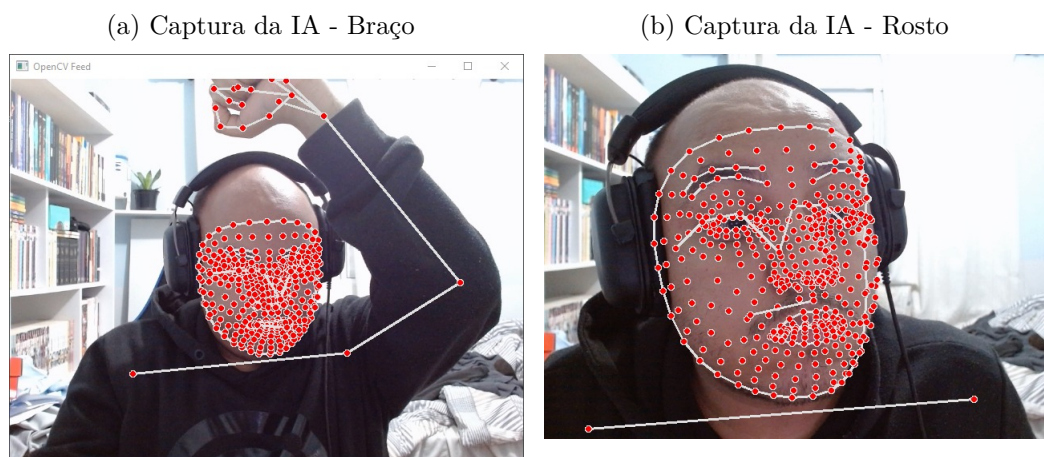 (a) Captura da IA - Braço
(b) Captura da IA - Rosto
OpenCV Feed